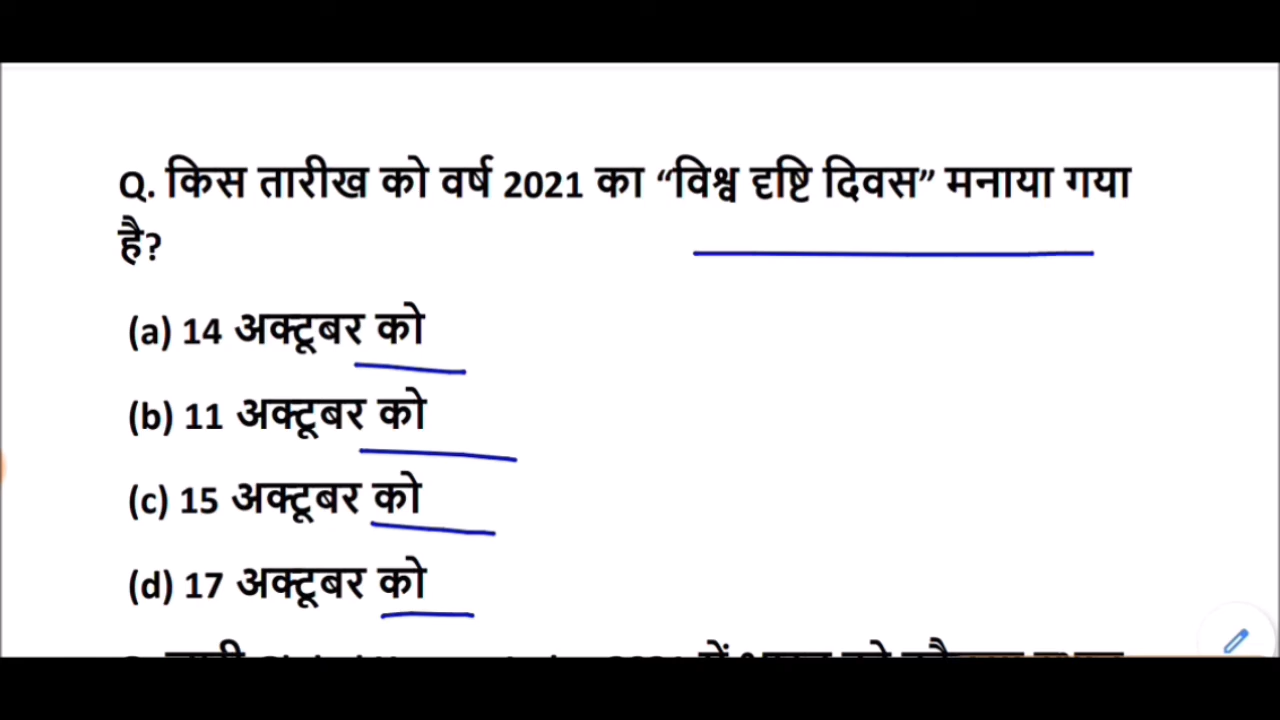 Q. किस तारीख को वर्ष 2021 का “विश्व दृष्टि दिवस” मनाया गया
है?
(a) 14 अक्टूबर को
(b) 11 अक्टूबर को
(c) 15 अक्टूबर को
(d) 17 अक्टूबर को